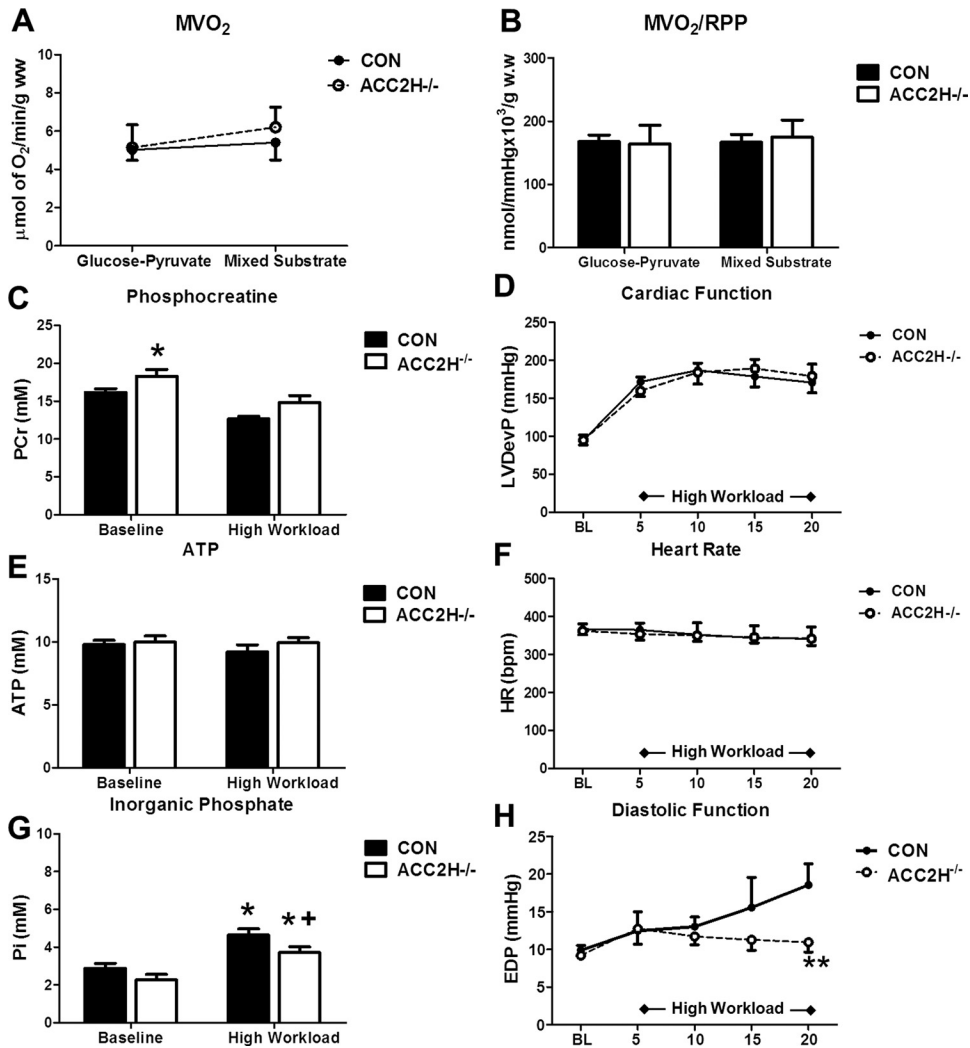 A
MVO2
μmol of O2/min/g ww
10
8
6
4
2
0
Glucose-Pyruvate Mixed Substrate
CON
ACC2H-/-
B
MVO2/RPP
nmol/mmHgx10³/g w.w
300
200
150
100
50
0
Glucose-Pyruvate Mixed Substrate
CON
ACC2H-/-
C
Phosphocreatine
PCr (mM)
25
20
15
10
5
0
*
Baseline High Workload
CON
ACC2H-/-
D
Cardiac Function
LVDevP (mmHg)
250
200
150
100
50
0
High Workload
BL 5 10 15 20
CON
ACC2H-/-
E
ATP
ATP (mM)
15
10
5
0
Baseline High Workload
CON
ACC2H-/-
F
Heart Rate
HR (bpm)
500
400
300
200
100
0
High Workload
BL 5 10 15 20
CON
ACC2H-/-
G
Inorganic Phosphate
Pi (mM)
8
6
4
2
0
* * +
Baseline High Workload
CON
ACC2H-/-
H
Diastolic Function
EDP (mmHg)
25
20
15
10
5
0
**
High Workload
BL 5 10 15 20
CON
ACC2H-/-